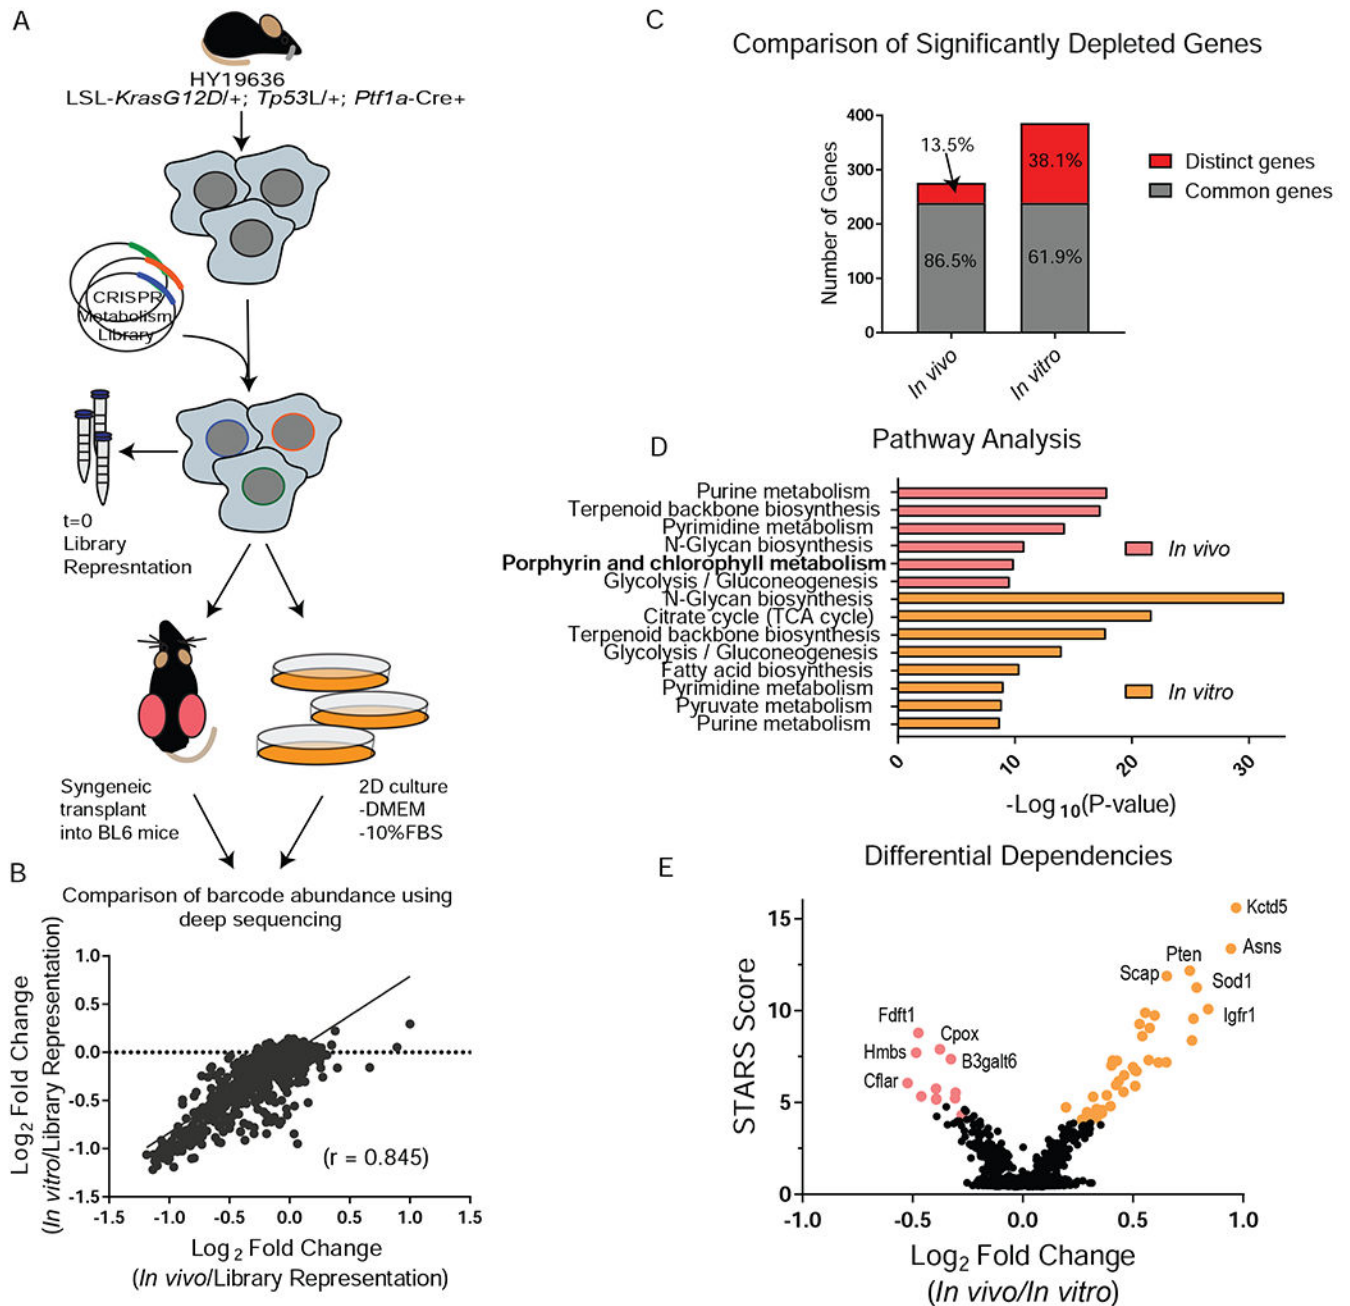 A
HY19636
LSL-KrasG12D/+; Tp53L/+; Ptf1a-Cre+
CRISPR
Metabolism
Library
t=0
Library
Represntation
Syngeneic
transplant
into BL6 mice
2D culture
-DMEM
-10%FBS
B
Comparison of barcode abundance using
deep sequencing
Log2 Fold Change
(In vitro/Library Representation)
1.0
0.5
0.0
-0.5
-1.0
-1.5
(r = 0.845)
-1.5
-1.0
-0.5
0.0
0.5
1.0
1.5
Log2 Fold Change
(In vivo/Library Representation)
C
Comparison of Significantly Depleted Genes
Number of Genes
400
300
200
100
0
13.5%
86.5%
38.1%
61.9%
In vivo
In vitro
Distinct genes
Common genes
D
Pathway Analysis
Purine metabolism
Terpenoid backbone biosynthesis
Pyrimidine metabolism
N-Glycan biosynthesis
Porphyrin and chlorophyll metabolism
Glycolysis / Gluconeogenesis
N-Glycan biosynthesis
Citrate cycle (TCA cycle)
Terpenoid backbone biosynthesis
Glycolysis / Gluconeogenesis
Fatty acid biosynthesis
Pyrimidine metabolism
Pyruvate metabolism
Purine metabolism
In vivo
In vitro
0
10
20
30
-Log10(P-value)
E
Differential Dependencies
STARS Score
15
10
5
0
Kctd5
Asns
Pten
Scap
Sod1
Igfr1
Fdft1
Cpox
Hmbs
B3galt6
Cflar
-1.0
-0.5
0.0
0.5
1.0
Log2 Fold Change
(In vivo/In vitro)